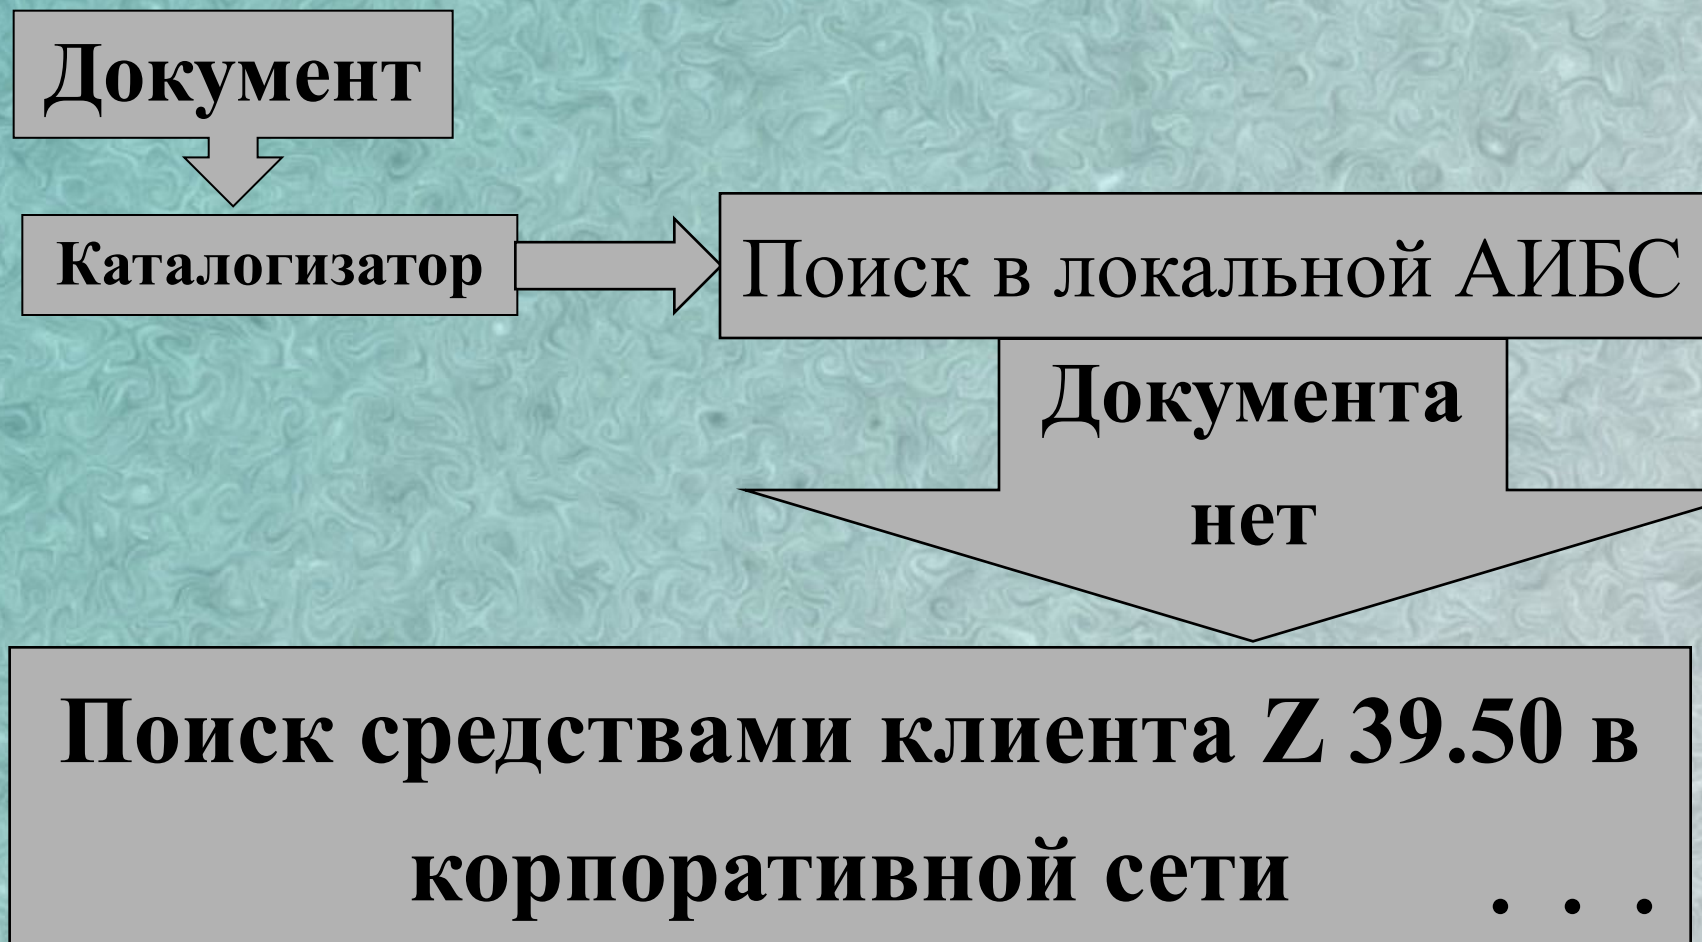 Документ
Каталогизатор
Поиск в локальной АИБС
Документа
нет
Поиск средствами клиента Z 39.50 в
корпоративной сети . . .